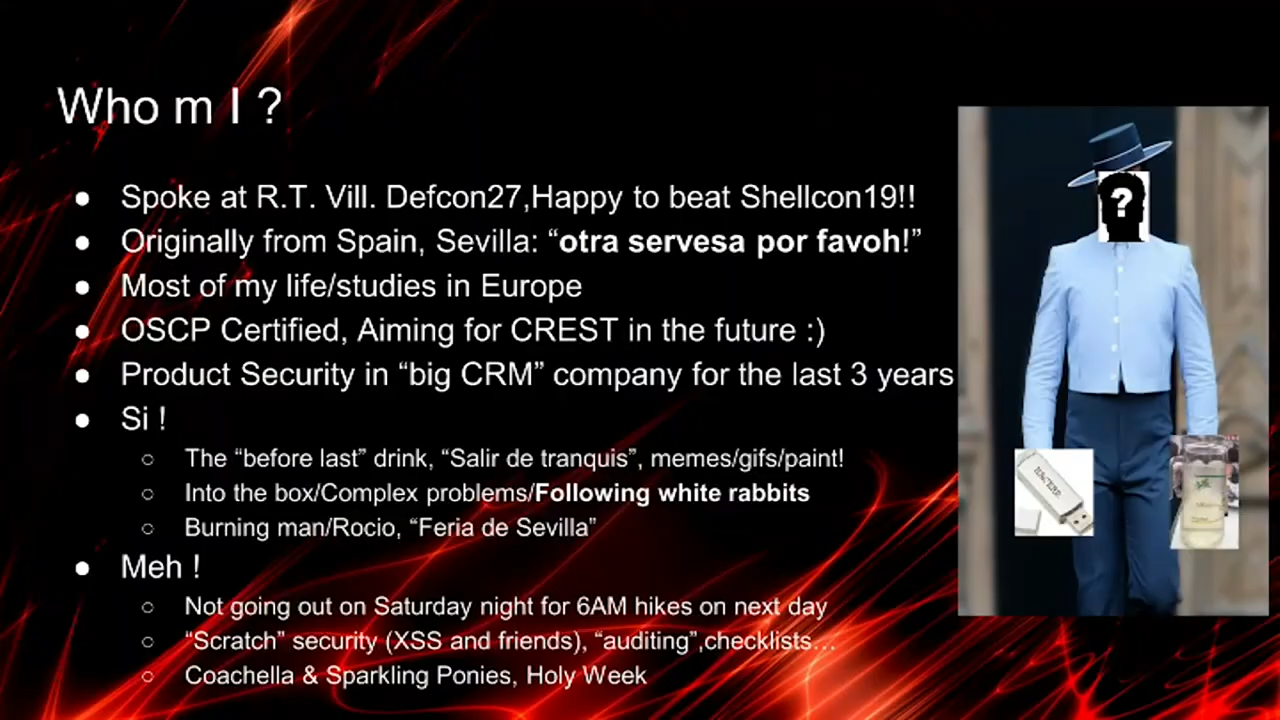 Who m I ?
● Spoke at R.T. Vill. Defcon27,Happy to beat Shellcon19!!
● Originally from Spain, Sevilla: “otra servesa por favoh!”
● Most of my life/studies in Europe
● OSCP Certified, Aiming for CREST in the future :)
● Product Security in “big CRM” company for the last 3 years
● Si !
○ The “before last” drink, “Salir de tranquis”, memes/gifs/paint!
○ Into the box/Complex problems/Following white rabbits
○ Burning man/Rocio, “Feria de Sevilla”
● Meh !
○ Not going out on Saturday night for 6AM hikes on next day
○ “Scratch” security (XSS and friends), “auditing”,checklists…
○ Coachella & Sparkling Ponies, Holy Week
?